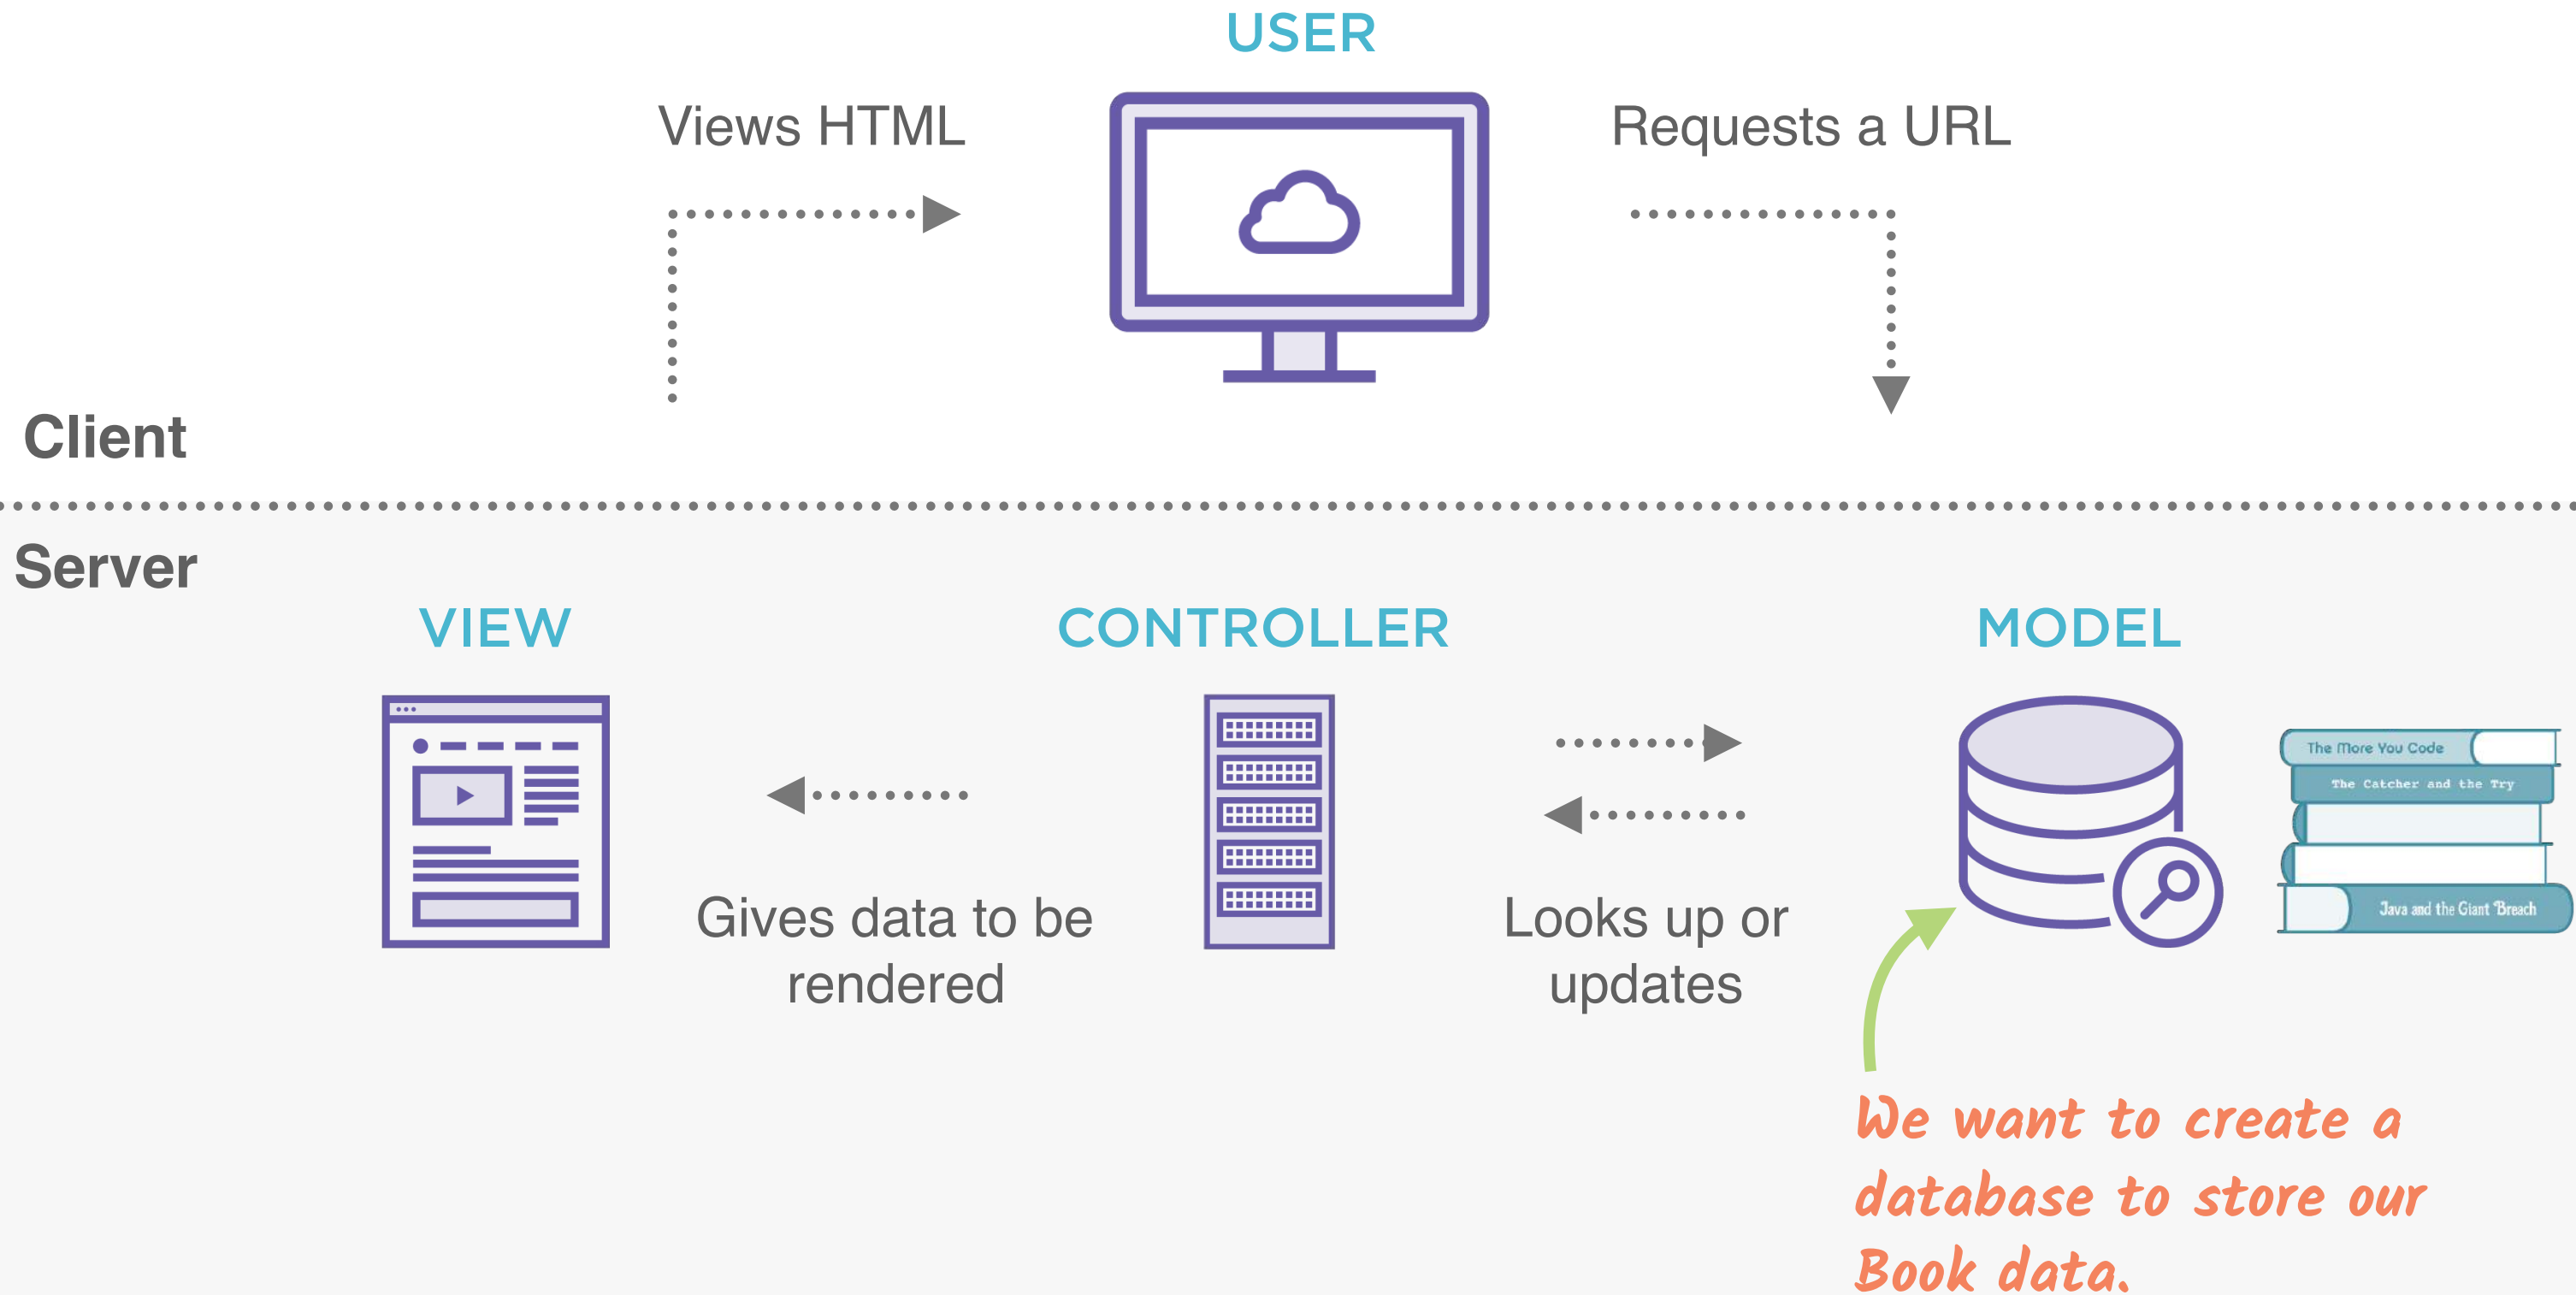 USER
Views HTML
Requests a URL
Client
Server
VIEW
CONTROLLER
MODEL
The More You Code
The Catcher and the Try
Java and the Giant Breach
Gives data to be
rendered
Looks up or
updates
We want to create a
database to store our
Book data.